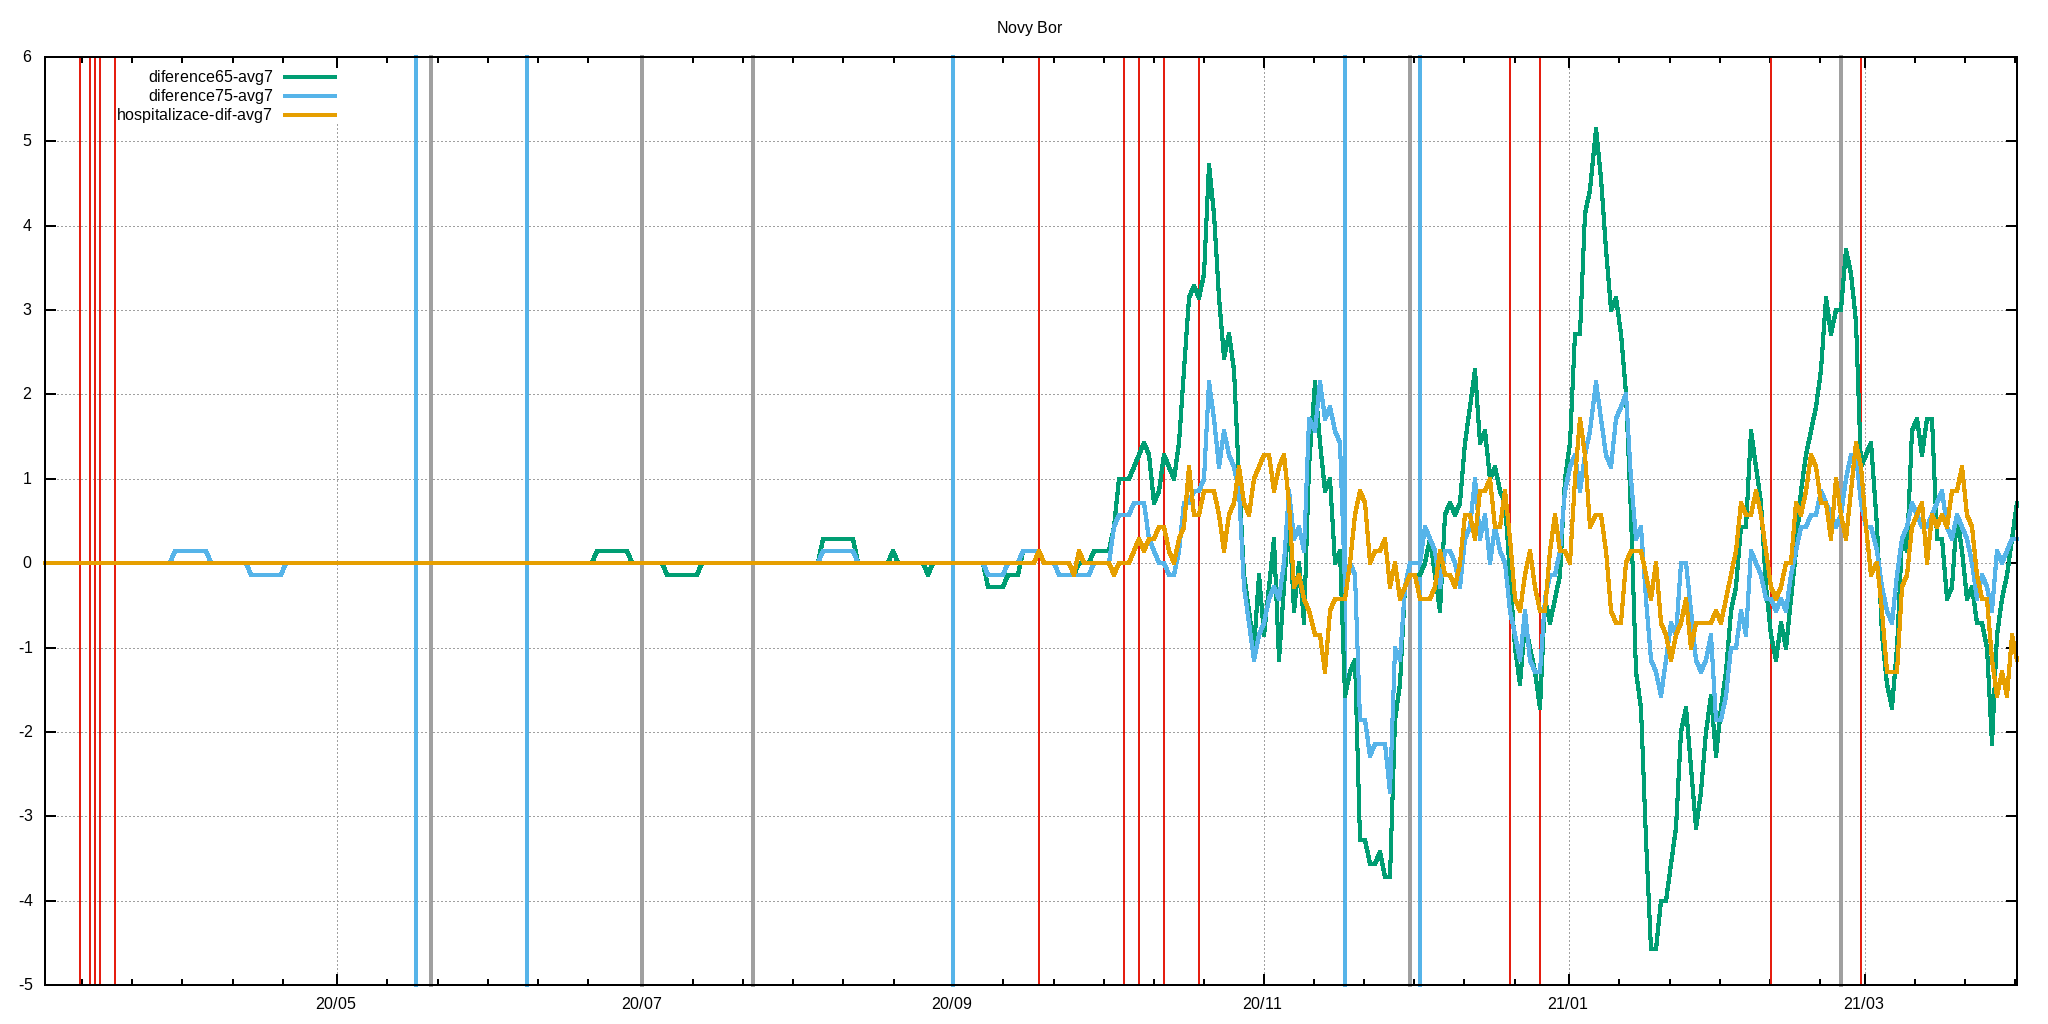 Novy Bor
6
diference65-avg7
diference75-avg7
hospitalizace-dif-avg7
5
4
3
2
1
0
-1
-2
-3
-4
-5
20/05 20/07 20/09 20/11 21/01 21/03